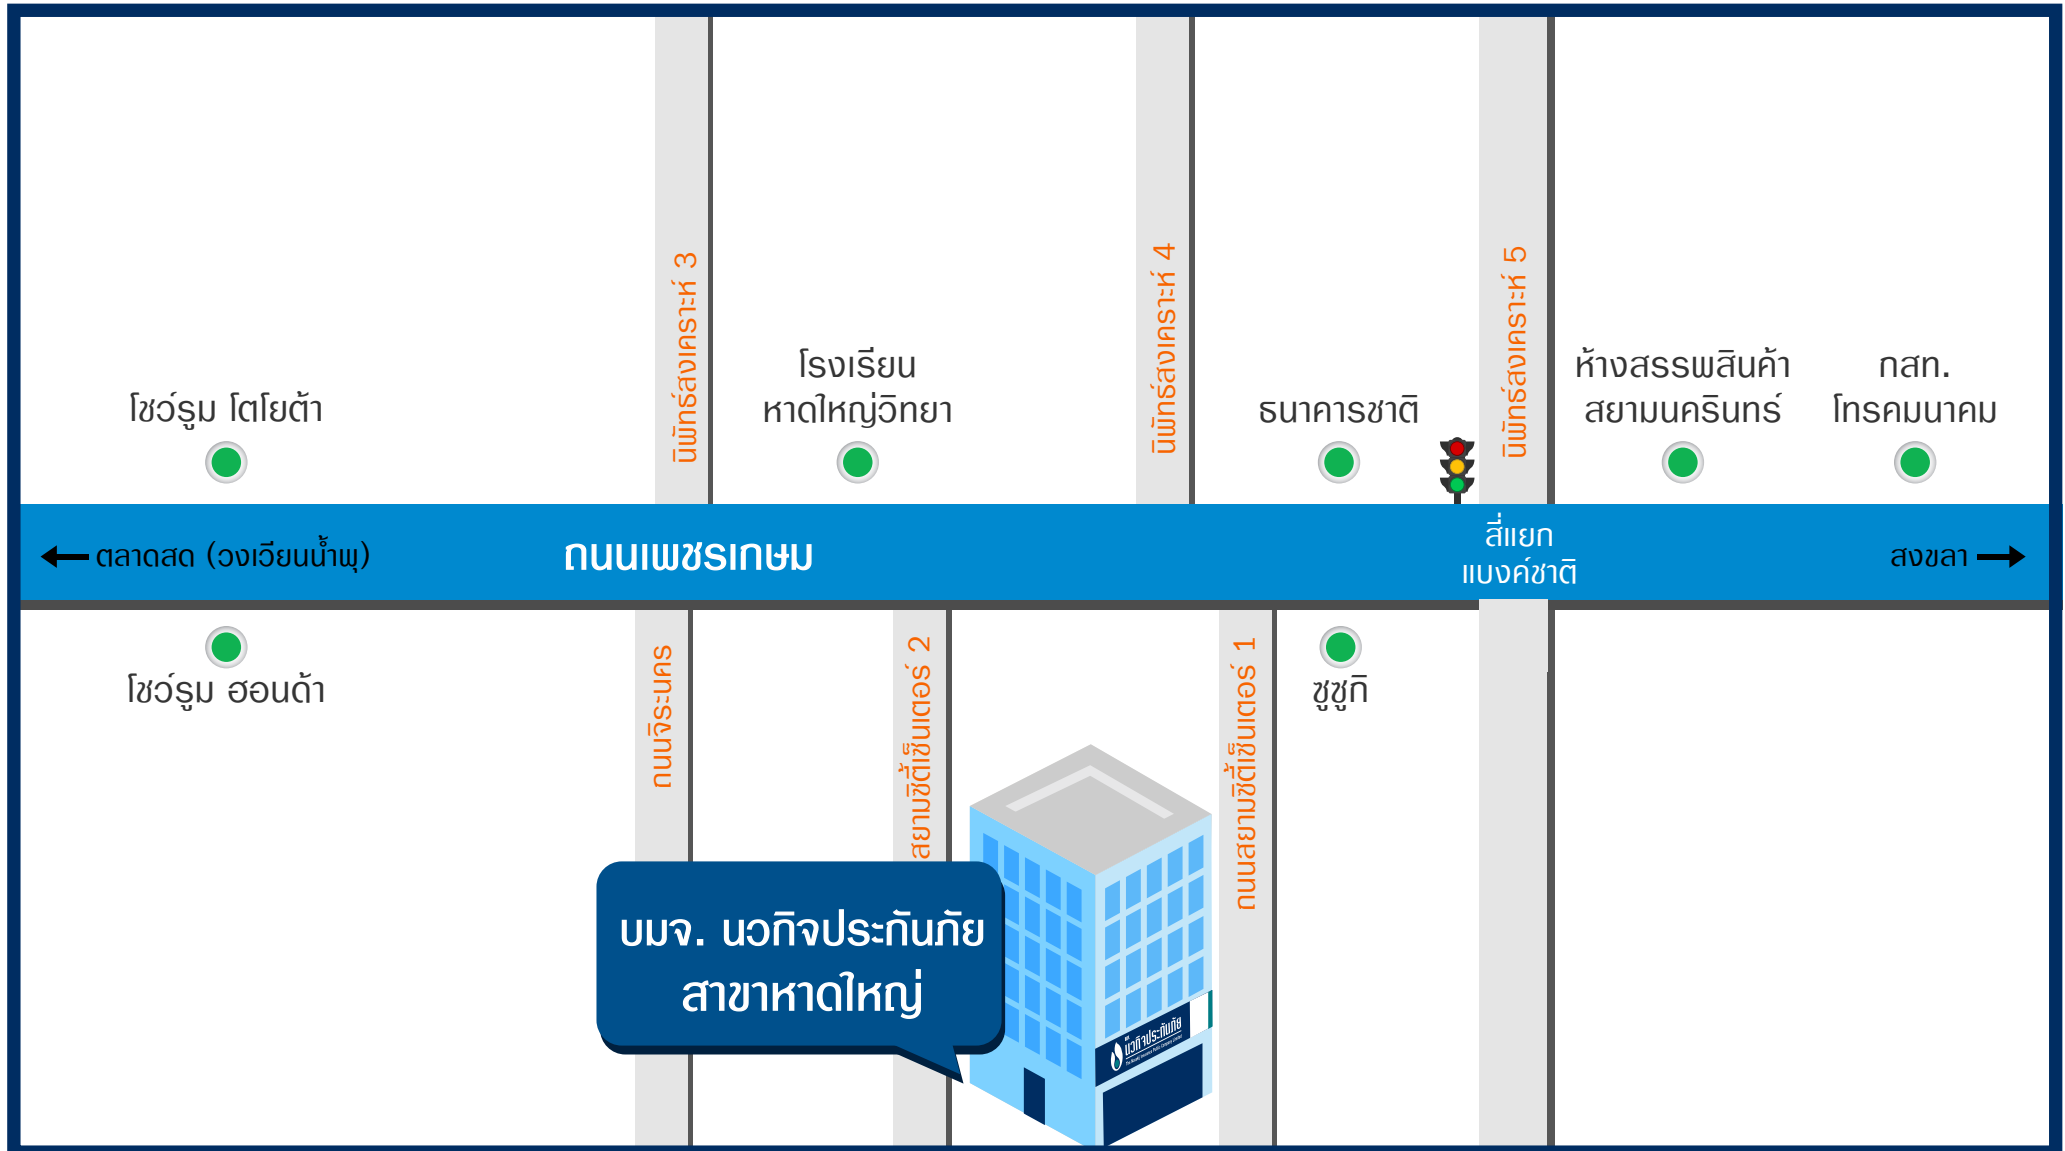 นิพัทธ์สงเคราะห์ 3
นิพัทธ์สงเคราะห์ 4
นิพัทธ์สงเคราะห์ 5
โชว์รูม โตโยต้า
โรงเรียน
หาดใหญ่วิทยา
ธนาคารชาติ
ห้างสรรพสินค้า
สยามนครินทร์
กสท.
โทรคมนาคม
ตลาดสด (วงเวียนน้ำพุ)
ถนนเพชรเกษม
สี่แยก
แบงค์ชาติ
สงขลา
โชว์รูม ฮอนด้า
ถนนจิระนคร
สยามซิตี้เซ็นเตอร์ 2
ถนนสยามซิตี้เซ็นเตอร์ 1
ซูซูกิ
บมจ. นวกิจประกันภัย
สาขาหาดใหญ่
นวกิจประกันภัย